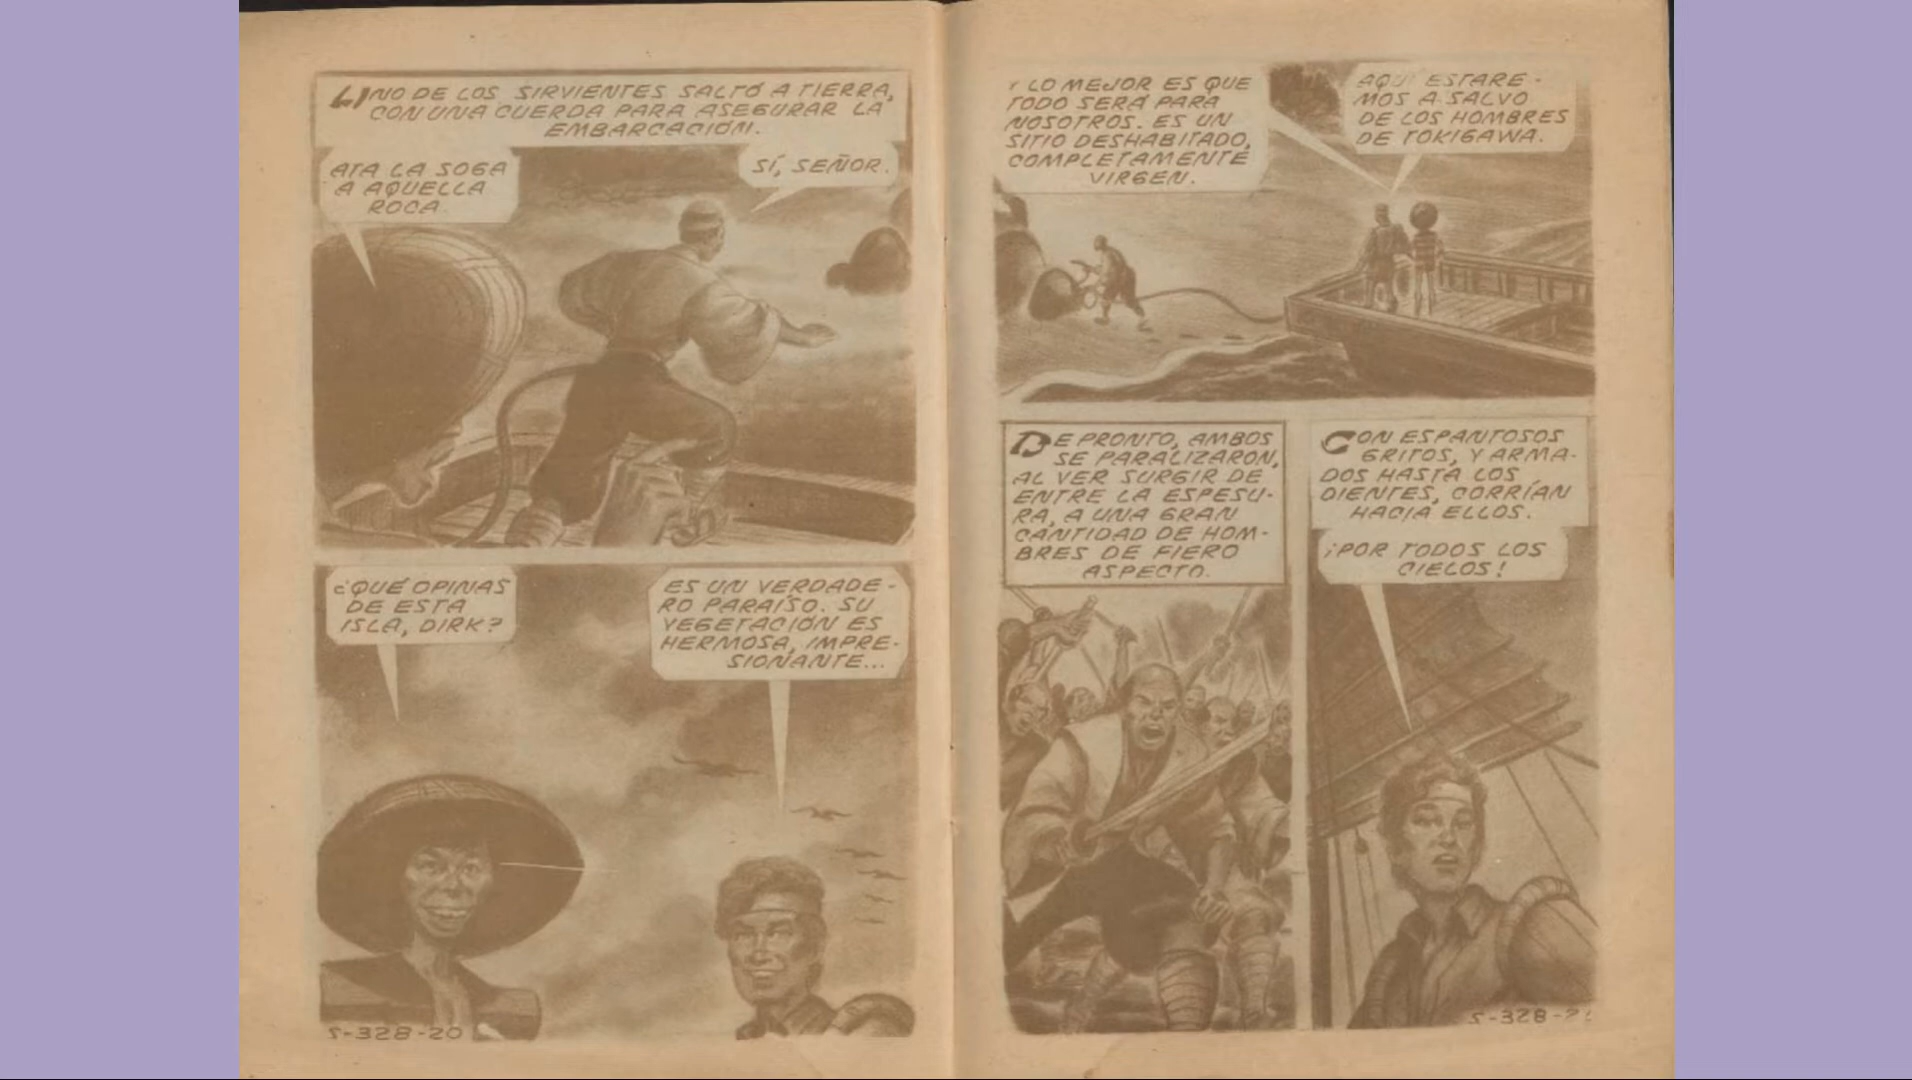 UNO DE LOS SIRVIENTES SALTÓ A TIERRA,
CON UNA CUERDA PARA ASEGURAR LA
EMBARCACIÓN.
ATA LA SOGA
A AQUELLA
ROCA.
SÍ, SEÑOR.
¿QUÉ OPINAS
DE ESTA
ISLA, DIRK?
ES UN VERDADE-
RO PARAÍSO. SU
VEGETACIÓN ES
HERMOSA, IMPRE-
SIONANTE...
S-328-20
Y LO MEJOR ES QUE
TODO SERÁ PARA
NOSOTROS. ES UN
SITIO DESHABITADO,
COMPLETAMENTE
VIRGEN.
AQUÍ ESTARE-
MOS A SALVO
DE LOS HOMBRES
DE TOKIGAWA.
DE PRONTO, AMBOS
SE PARALIZARON,
AL VER SURGIR DE
ENTRE LA ESPESU-
RA, A UNA GRAN
CANTIDAD DE HOM-
BRES DE FIERO
ASPECTO.
CON ESPANTOSOS
GRITOS, Y ARMA-
DOS HASTA LOS
DIENTES, CORRÍAN
HACIA ELLOS.
¡POR TODOS LOS
CIELOS!
S-328-21